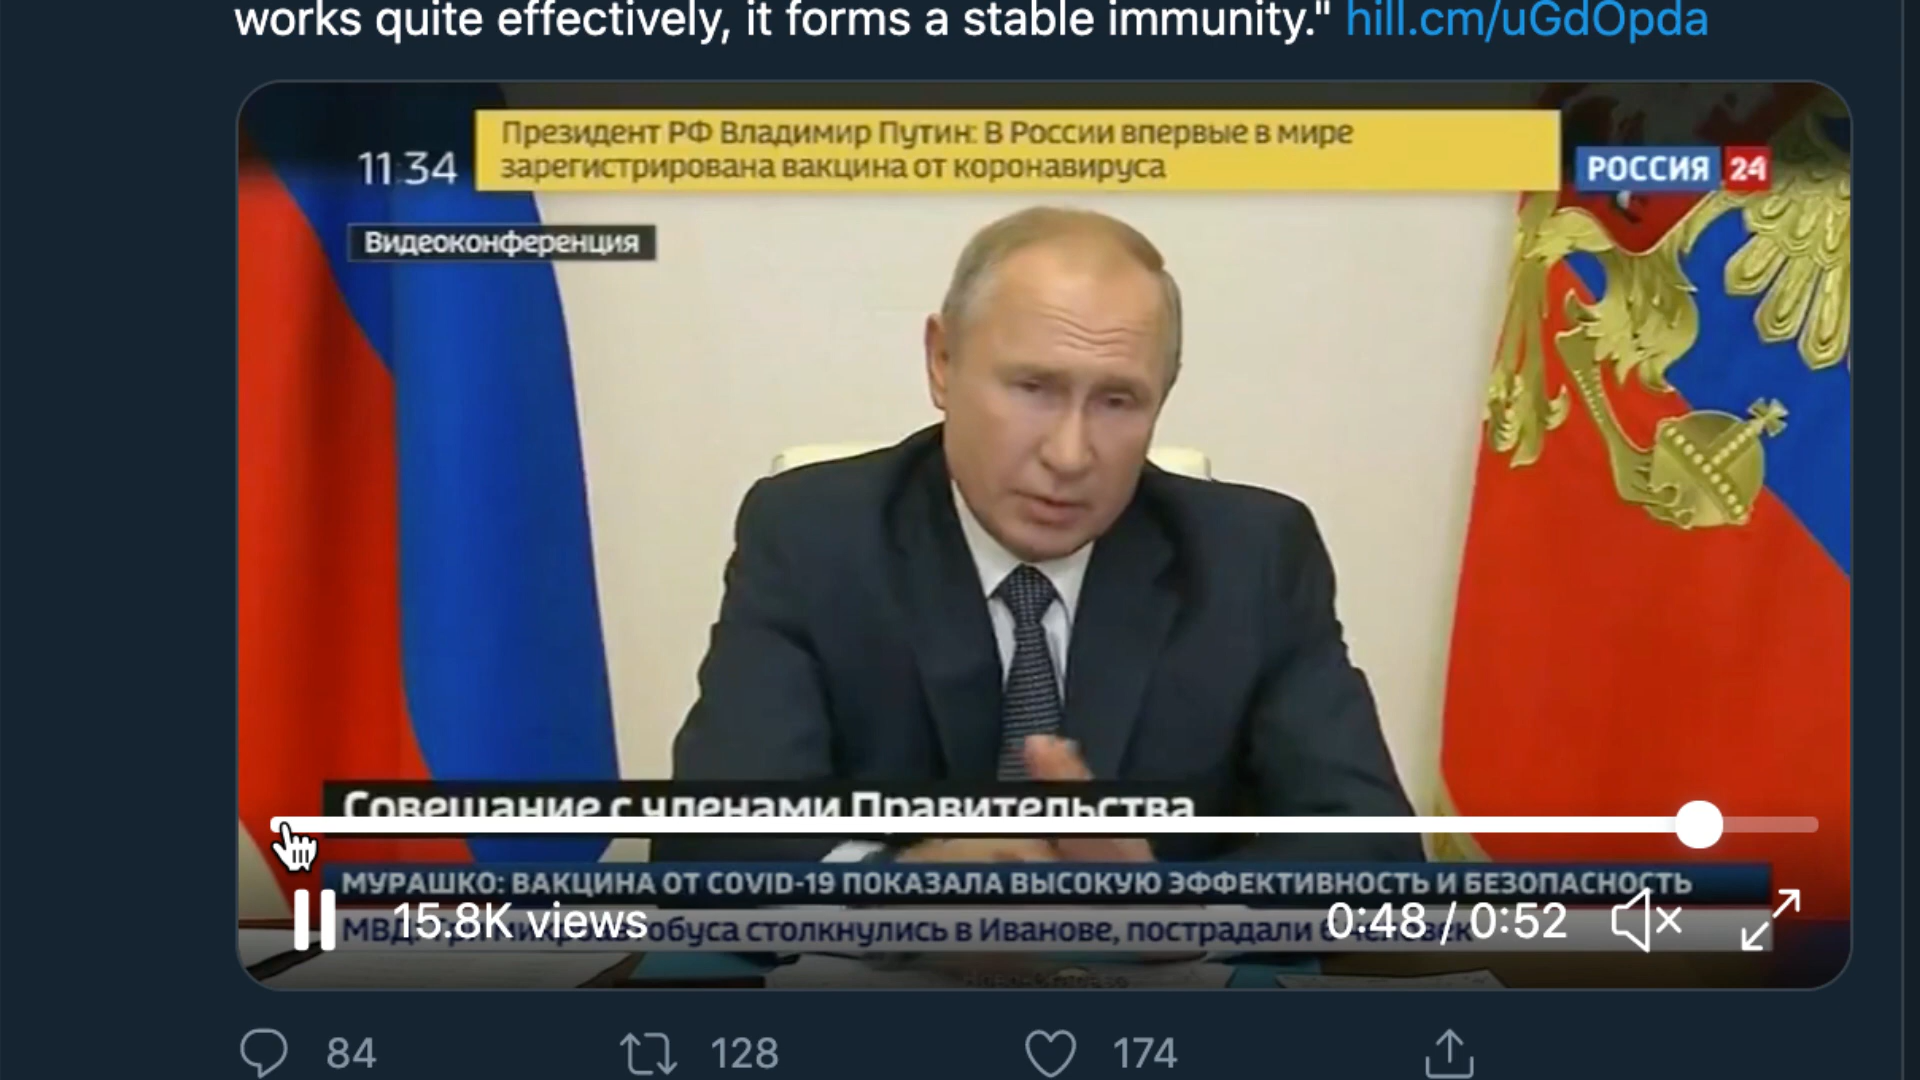 works quite effectively, it forms a stable immunity." hill.cm/uGdOpda
Президент РФ Владимир Путин: В России впервые в мире
зарегистрирована вакцина от коронавируса
11:34
РОССИЯ 24
Видеоконференция
Совещание с членами Правительства
МУРАШКО: ВАКЦИНА ОТ COVID-19 ПОКАЗАЛА ВЫСОКУЮ ЭФФЕКТИВНОСТЬ И БЕЗОПАСНОСТЬ
15.8K views
0:48 / 0:52
МВД: столкнулись в Иванове, пострадали
84
128
174